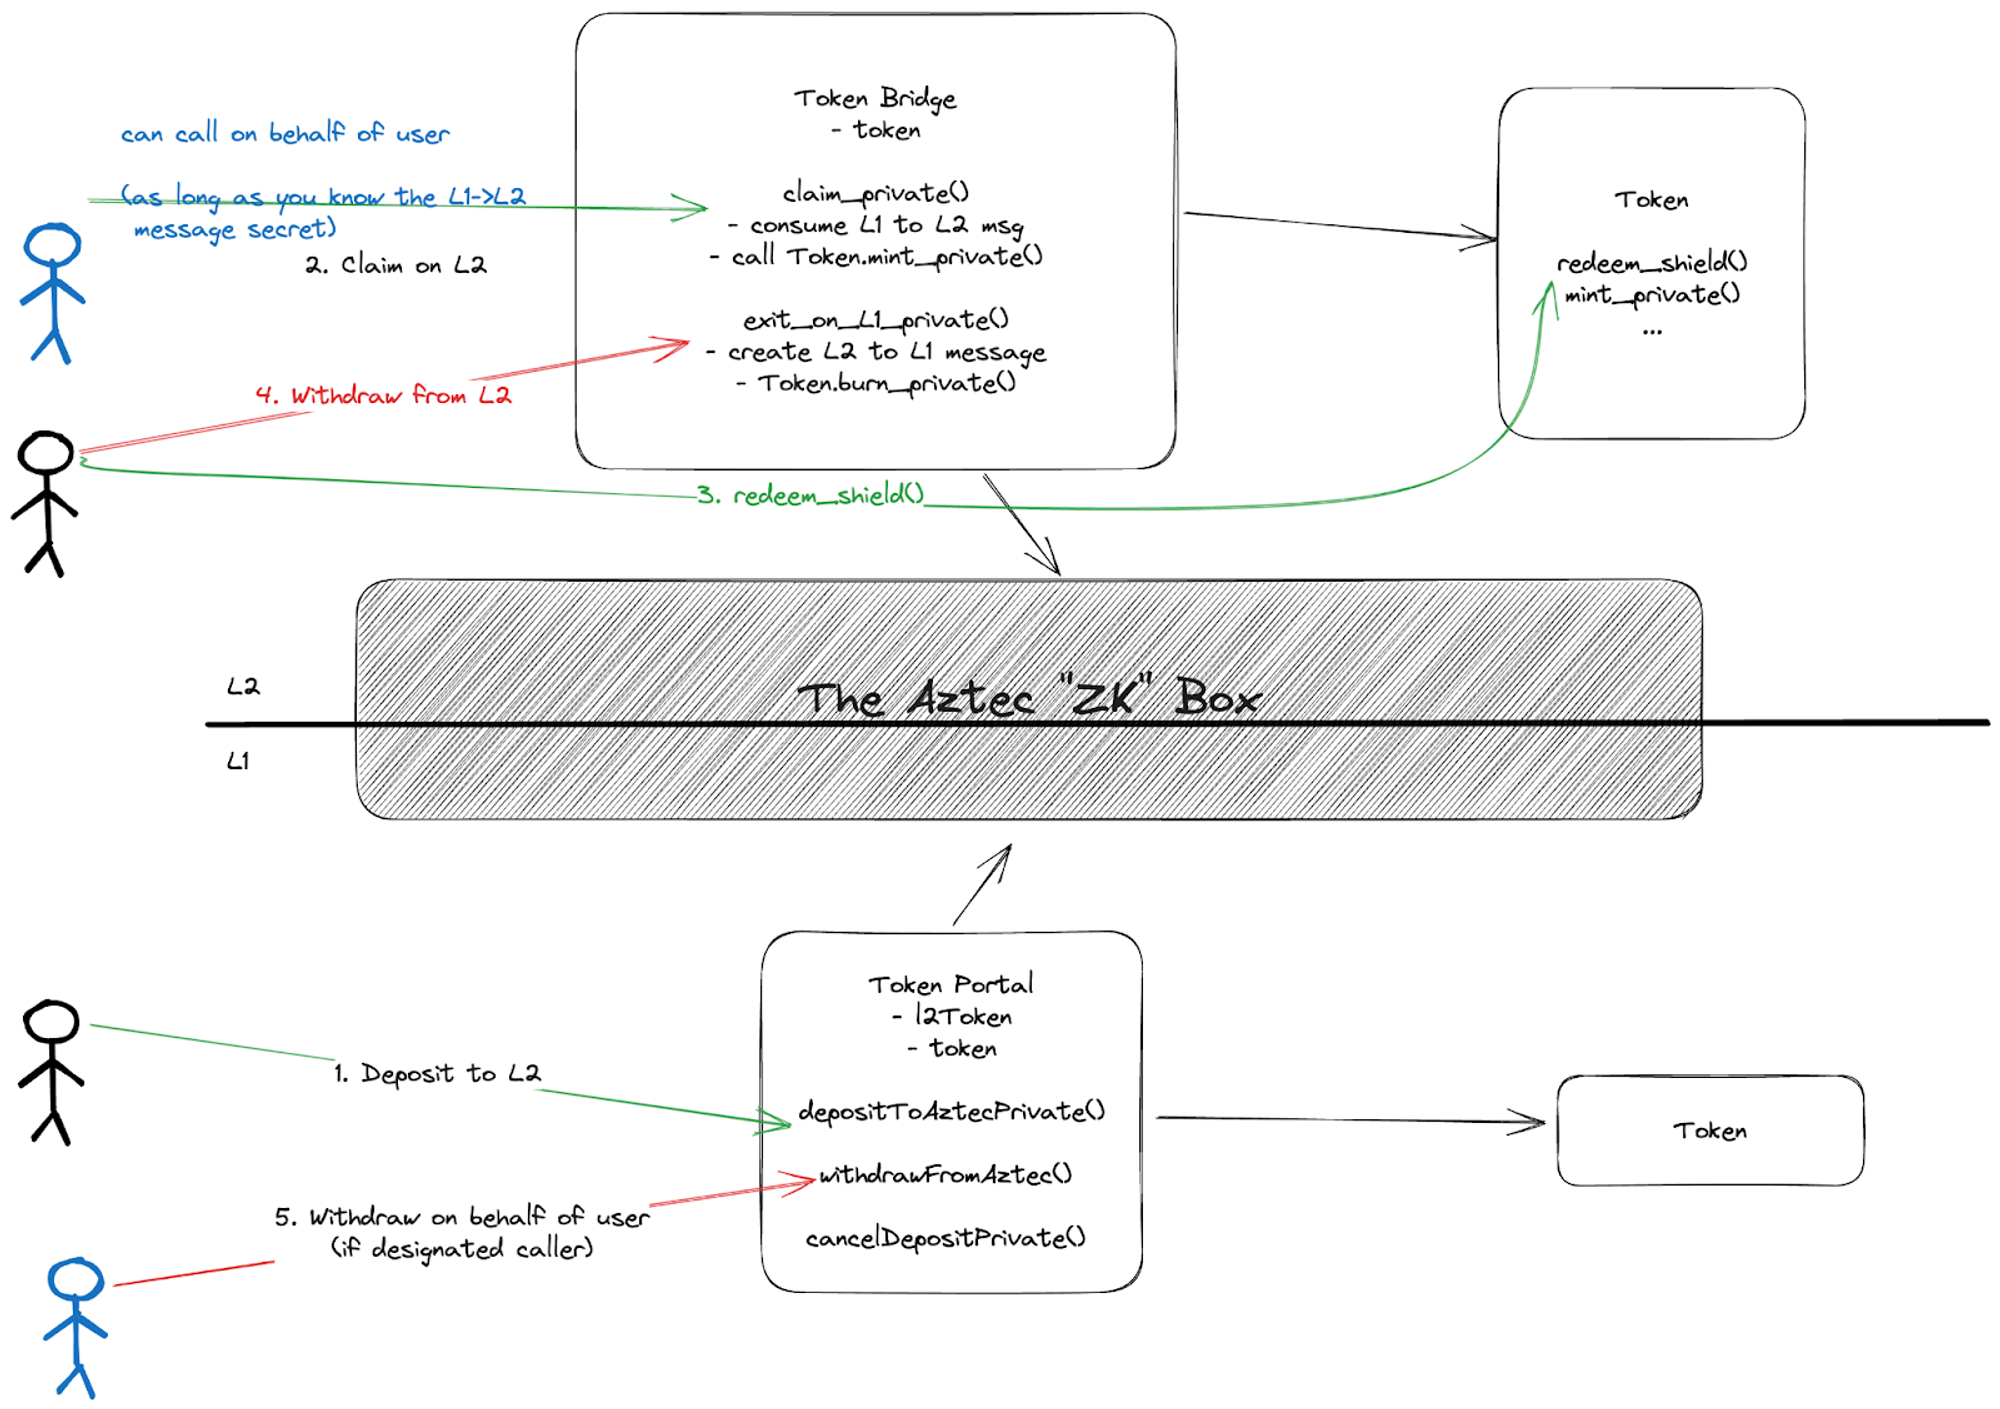 Token Bridge
- token
claim_private()
- consume L1 to L2 msg
- call Token.mint_private()
exit_on_L1_private()
- create L2 to L1 message
- Token.burn_private()
can call on behalf of user
(as long as you know the L1->L2
message secret)
2. Claim on L2
4. Withdraw from L2
3. redeem_shield()
Token
redeem_shield()
mint_private()
...
The Aztec "ZK" Box
L2
L1
Token Portal
- l2Token
- token
depositToAztecPrivate()
withdrawFromAztec()
cancelDepositPrivate()
1. Deposit to L2
5. Withdraw on behalf of user
(if designated caller)
Token